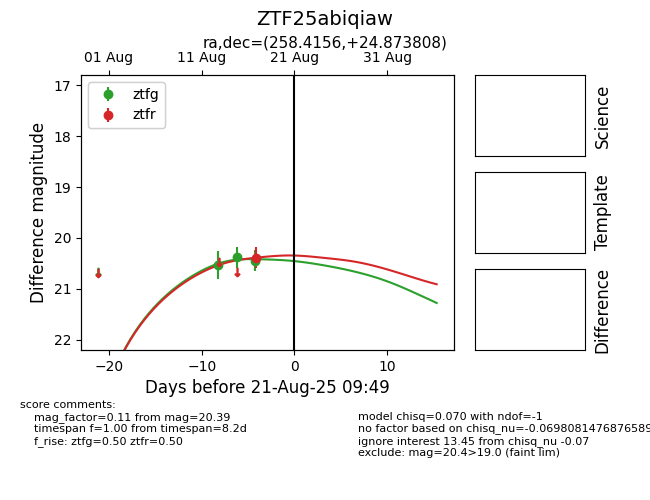 ZTF25abiqiaw
ra,dec=(258.4156,+24.873808)
01 Aug 11 Aug 21 Aug 31 Aug
17
18
19
20
21
22
Difference magnitude
ztfg
ztfr
−20 −10 0 10
Days before 21-Aug-25 09:49
Science
Template
Difference
score comments:
mag_factor=0.11 from mag=20.39
timespan f=1.00 from timespan=8.2d
f_rise: ztfg=0.50 ztfr=0.50
model chisq=0.070 with ndof=-1
no factor based on chisq_nu=-0.0698081476876589
ignore interest 13.45 from chisq_nu -0.07
exclude: mag=20.4>19.0 (faint lim)